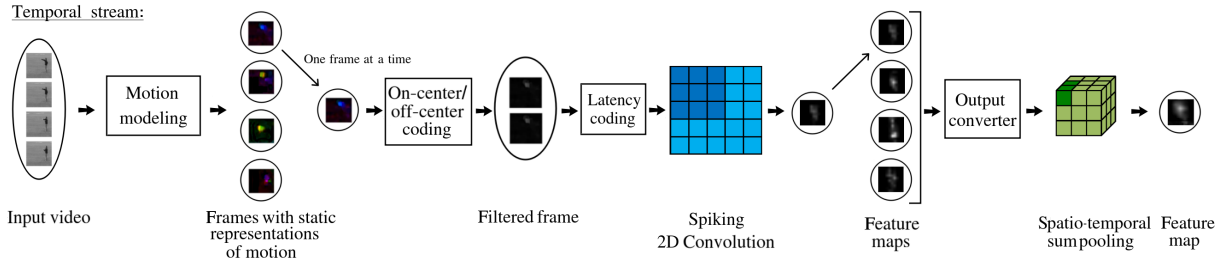 Temporal stream:
One frame at a time
Motion
modeling
On-center/
off-center
coding
Latency
coding
Output
converter
Input video
Frames with static
representations
of motion
Filtered frame
Spiking
2D Convolution
Feature
maps
Spatio-temporal
sum pooling
Feature
map